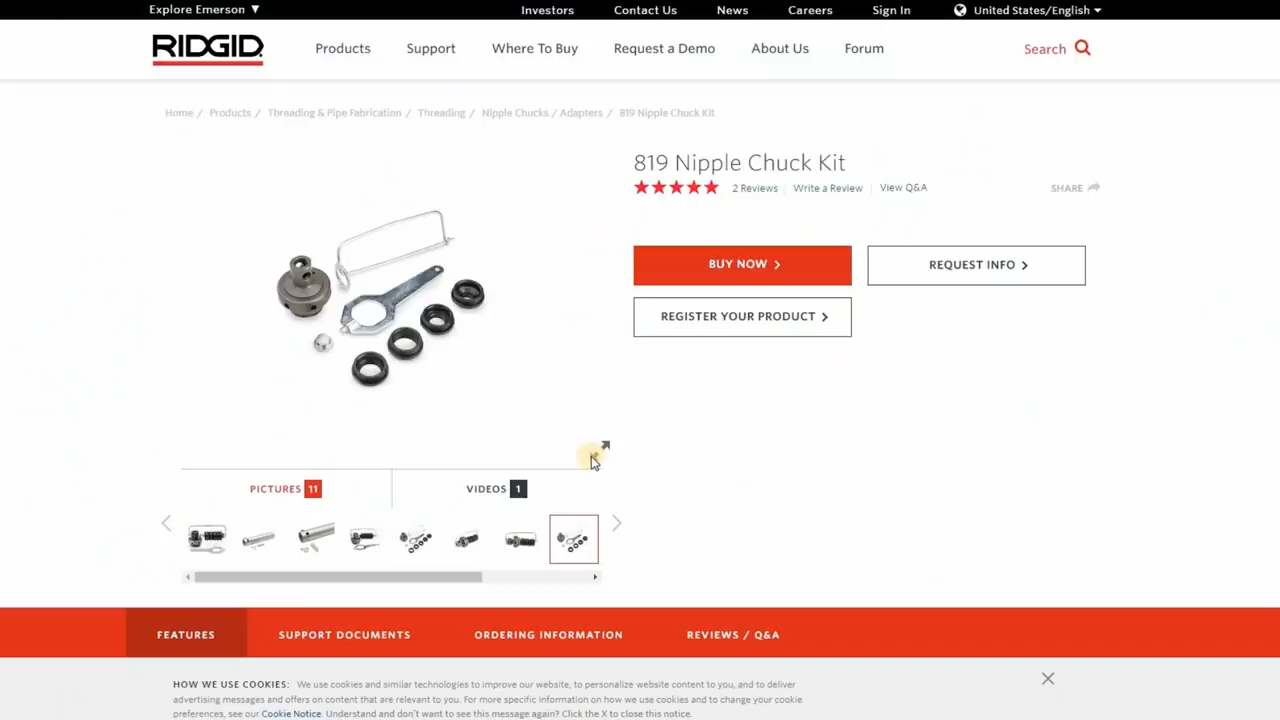 Explore Emerson ▼
Investors
Contact Us
News
Careers
Sign In
United States/English
RIDGID
Products
Support
Where To Buy
Request a Demo
About Us
Forum
Search
Home / Products / Threading & Pipe Fabrication / Threading / Nipple Chucks / Adapters / 819 Nipple Chuck Kit
819 Nipple Chuck Kit
2 Reviews
Write a Review
View Q&A
SHARE
BUY NOW
REQUEST INFO
REGISTER YOUR PRODUCT
PICTURES 11
VIDEOS 1
FEATURES
SUPPORT DOCUMENTS
ORDERING INFORMATION
REVIEWS / Q&A
HOW WE USE COOKIES: We use cookies and similar technologies to improve our website, to personalize website content to you, and to deliver
advertising messages and offers on content that are relevant to you. For more specific information on how we use cookies and to change your cookie
preferences, see our Cookie Notice. Understand and don't want to see this message again? Click the X to close this notice.